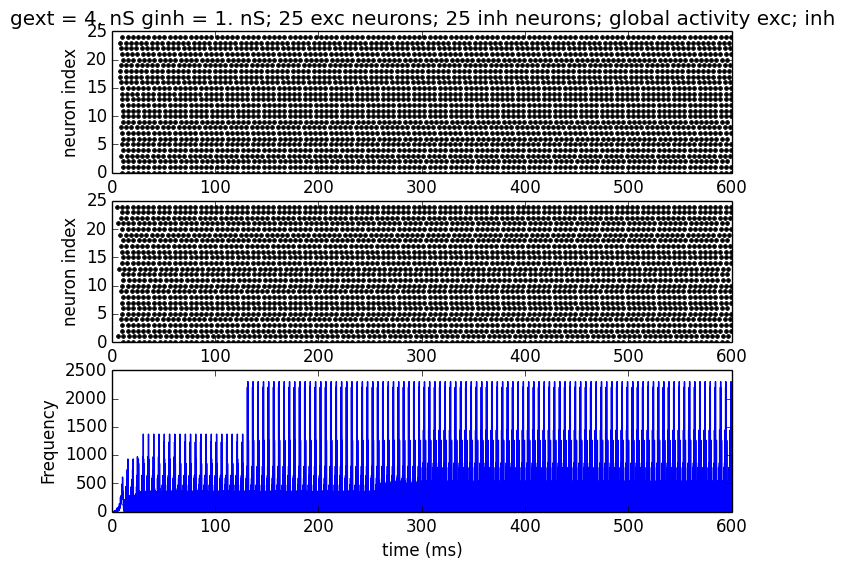 gext = 4. nS ginh = 1. nS; 25 exc neurons; 25 inh neurons; global activity exc; inh
25
20
15
10
5
0
neuron index
0 100 200 300 400 500 600
25
20
15
10
5
0
neuron index
0 100 200 300 400 500 600
2500
2000
1500
1000
500
0
Frequency
0 100 200 300 400 500 600
time (ms)